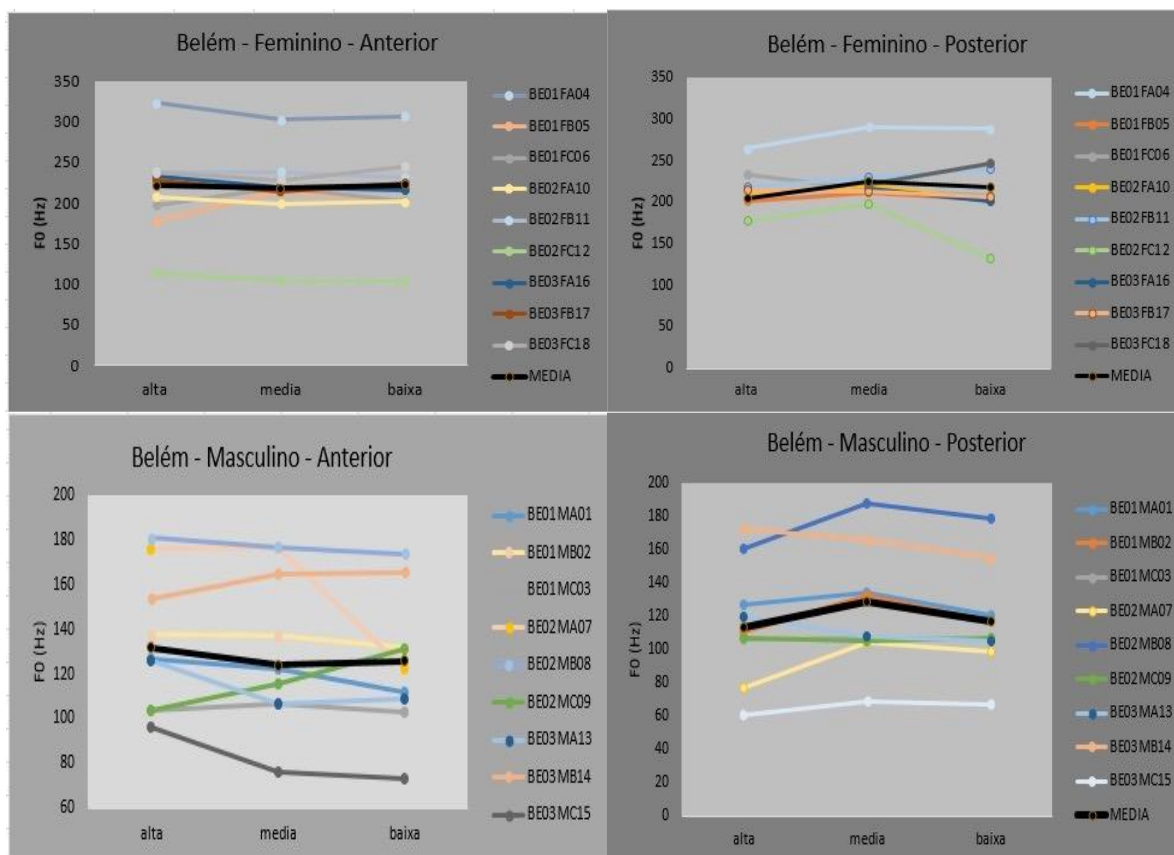 Belém - Feminino - Anterior
F0 (Hz)
350
300
250
200
150
100
50
0
alta media baixa
BE01FA04
BE01FB05
BE01FC06
BE02FA10
BE02FB11
BE02FC12
BE03FA16
BE03FB17
BE03FC18
MEDIA
Belém - Feminino - Posterior
F0 (Hz)
350
300
250
200
150
100
50
0
alta media baixa
BE01FA04
BE01FB05
BE01FC06
BE02FA10
BE02FB11
BE02FC12
BE03FA16
BE03FB17
BE03FC18
MEDIA
Belém - Masculino - Anterior
F0 (Hz)
200
180
160
140
120
100
80
60
alta media baixa
BE01MA01
BE01MB02
BE01MC03
BE02MA07
BE02MB08
BE02MC09
BE03MA13
BE03MB14
BE03MC15
Belém - Masculino - Posterior
F0 (Hz)
200
180
160
140
120
100
80
60
40
20
0
alta media baixa
BE01MA01
BE01MB02
BE01MC03
BE02MA07
BE02MB08
BE02MC09
BE03MA13
BE03MB14
BE03MC15
MEDIA